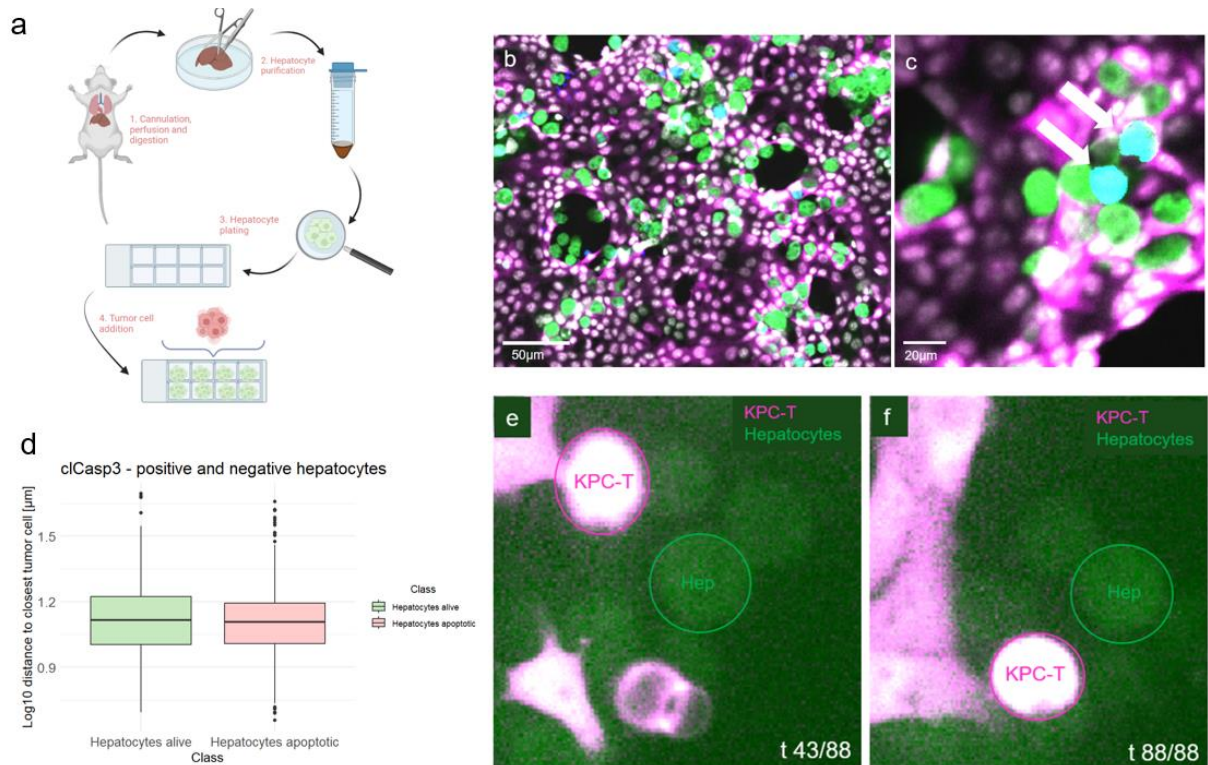 a
1. Cannulation,
perfusion and
digestion
2. Hepatocyte
purification
3. Hepatocyte
plating
4. Tumor cell
addition
b
50µm
c
20µm
d
clCasp3 - positive and negative hepatocytes
Log10 distance to closest tumor cell [µm]
1.5
1.2
0.9
Hepatocytes alive
Hepatocytes apoptotic
Class
Class
Hepatocytes alive
Hepatocytes apoptotic
e
KPC-T
Hepatocytes
KPC-T
Hep
t 43/88
f
KPC-T
Hepatocytes
Hep
KPC-T
t 88/88